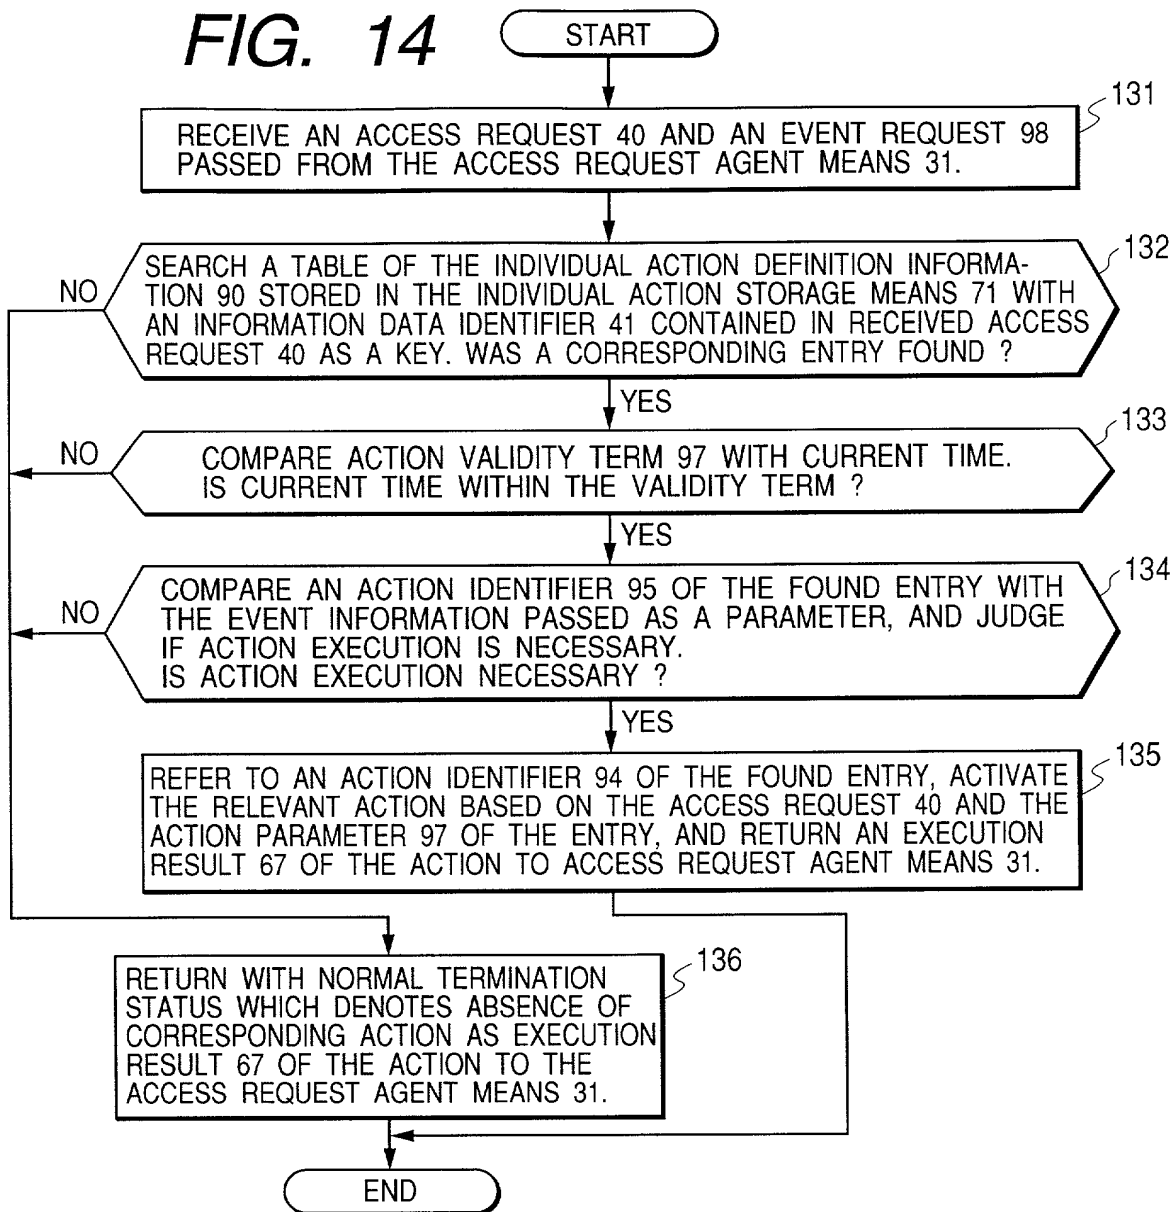 FIG. 14
START
131
RECEIVE AN ACCESS REQUEST 40 AND AN EVENT REQUEST 98
PASSED FROM THE ACCESS REQUEST AGENT MEANS 31.
132
NO
SEARCH A TABLE OF THE INDIVIDUAL ACTION DEFINITION INFORMA-
TION 90 STORED IN THE INDIVIDUAL ACTION STORAGE MEANS 71 WITH
AN INFORMATION DATA IDENTIFIER 41 CONTAINED IN RECEIVED ACCESS
REQUEST 40 AS A KEY. WAS A CORRESPONDING ENTRY FOUND ?
YES
133
NO
COMPARE ACTION VALIDITY TERM 97 WITH CURRENT TIME.
IS CURRENT TIME WITHIN THE VALIDITY TERM ?
YES
134
NO
COMPARE AN ACTION IDENTIFIER 95 OF THE FOUND ENTRY WITH
THE EVENT INFORMATION PASSED AS A PARAMETER, AND JUDGE
IF ACTION EXECUTION IS NECESSARY.
IS ACTION EXECUTION NECESSARY ?
YES
135
REFER TO AN ACTION IDENTIFIER 94 OF THE FOUND ENTRY, ACTIVATE
THE RELEVANT ACTION BASED ON THE ACCESS REQUEST 40 AND THE
ACTION PARAMETER 97 OF THE ENTRY, AND RETURN AN EXECUTION
RESULT 67 OF THE ACTION TO ACCESS REQUEST AGENT MEANS 31.
136
RETURN WITH NORMAL TERMINATION
STATUS WHICH DENOTES ABSENCE OF
CORRESPONDING ACTION AS EXECUTION
RESULT 67 OF THE ACTION TO THE
ACCESS REQUEST AGENT MEANS 31.
END